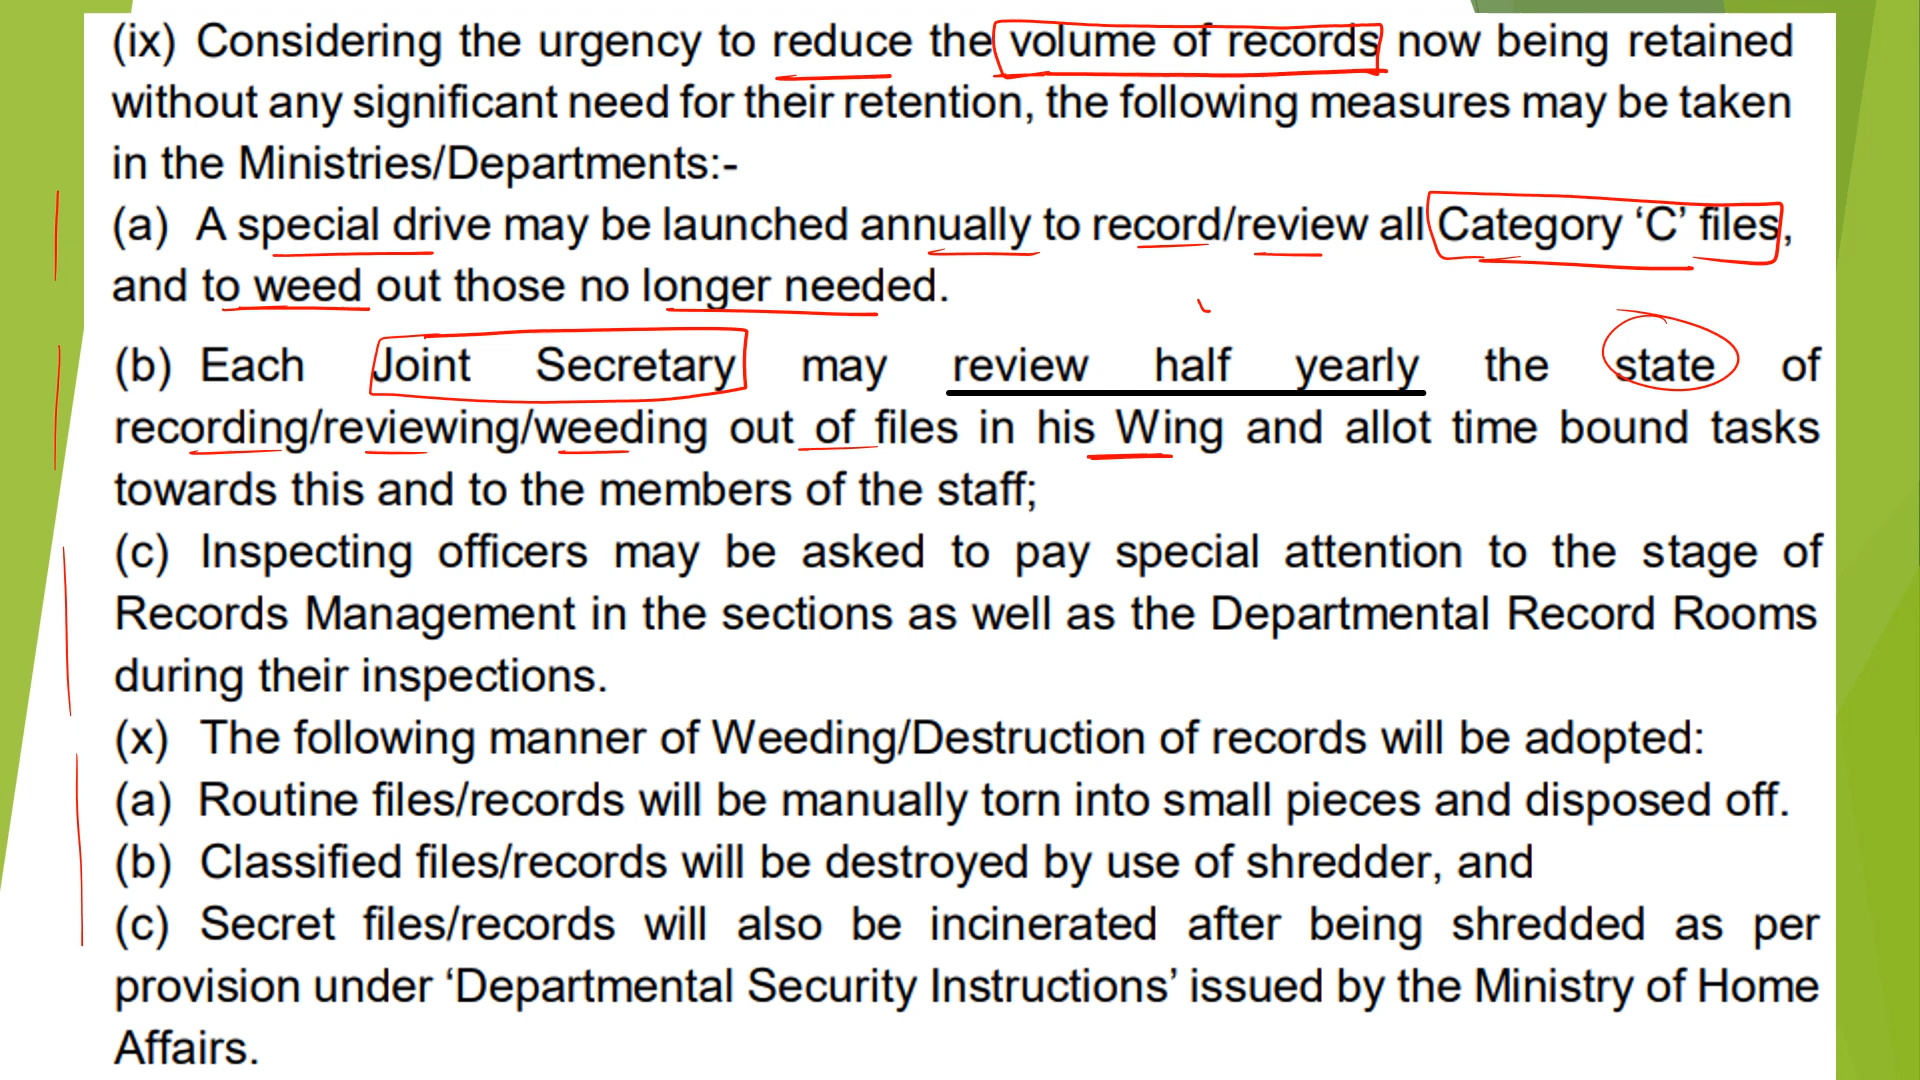 (ix) Considering the urgency to reduce the volume of records now being retained
without any significant need for their retention, the following measures may be taken
in the Ministries/Departments:-
(a) A special drive may be launched annually to record/review all Category ‘C’ files,
and to weed out those no longer needed.
(b) Each Joint Secretary may review half yearly the state of
recording/reviewing/weeding out of files in his Wing and allot time bound tasks
towards this and to the members of the staff;
(c) Inspecting officers may be asked to pay special attention to the stage of
Records Management in the sections as well as the Departmental Record Rooms
during their inspections.
(x) The following manner of Weeding/Destruction of records will be adopted:
(a) Routine files/records will be manually torn into small pieces and disposed off.
(b) Classified files/records will be destroyed by use of shredder, and
(c) Secret files/records will also be incinerated after being shredded as per
provision under ‘Departmental Security Instructions’ issued by the Ministry of Home
Affairs.